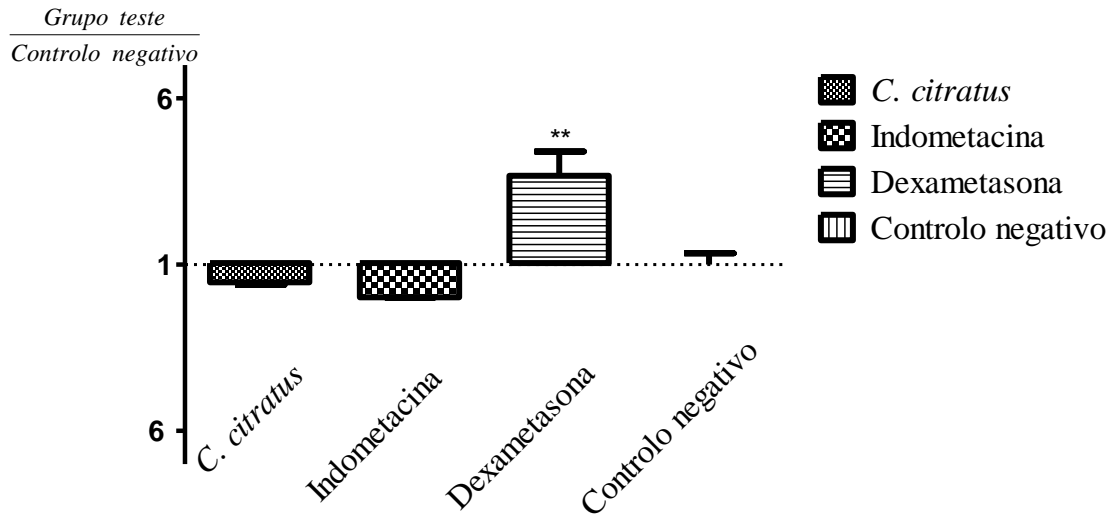 Grupo teste
Controlo negativo
6
**
1
6
C. citratus
Indometacina
Dexametasona
Controlo negativo
C. citratus
Indometacina
Dexametasona
Controlo negativo